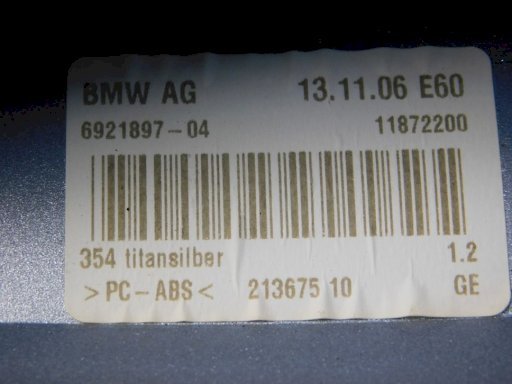 BMW AG 13.11.06 E60
6921897-04 11872200
354 titansilber 1.2
>PC-ABS< 213675 10 GE